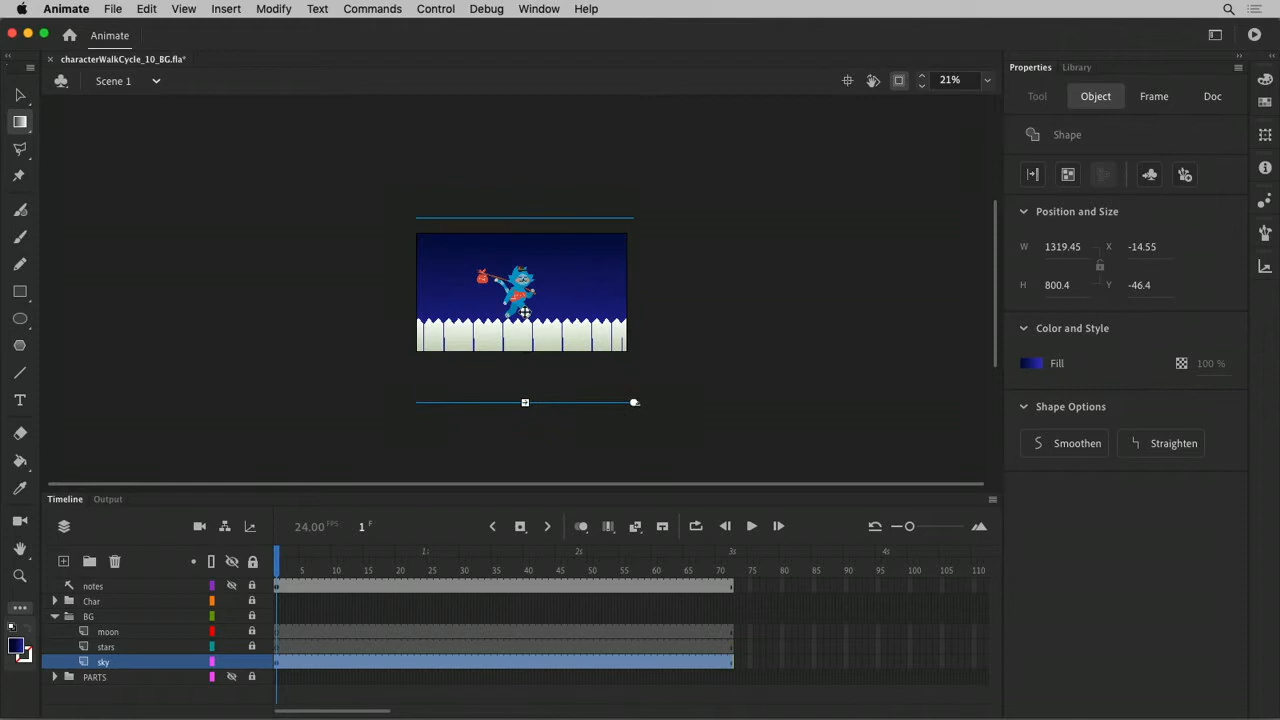 Animate File Edit View Insert Modify Text Commands Control Debug Window Help
Animate
characterWalkCycle_10_BG.fla*
Properties Library
Scene 1 21%
Tool Object Frame Doc
Shape
Position and Size
W 1319.45 X -14.55
H 800.4 Y -46.4
Color and Style
Fill 100 %
Shape Options
Smoothen Straighten
Timeline Output
24.00 FPS 1 F
1s 2s 3s 4s
5 10 15 20 25 30 35 40 45 50 55 60 65 70 75 80 85 90 95 100 105 110
notes
Char
BG
moon
stars
sky
PARTS